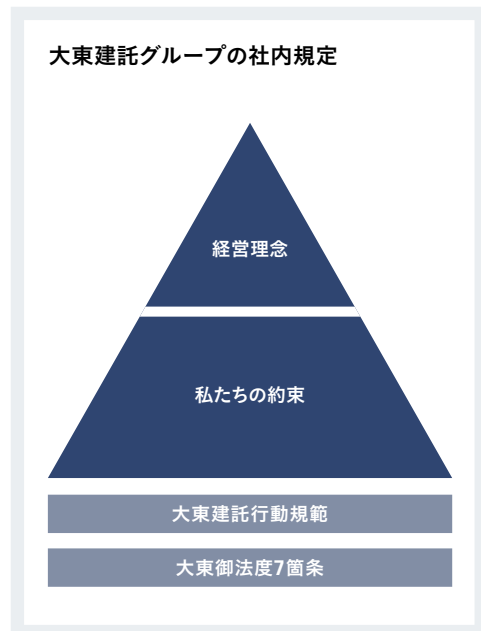 大東建託グループの社内規定
経営理念
私たちの約束
大東建託行動規範
大東御法度7箇条